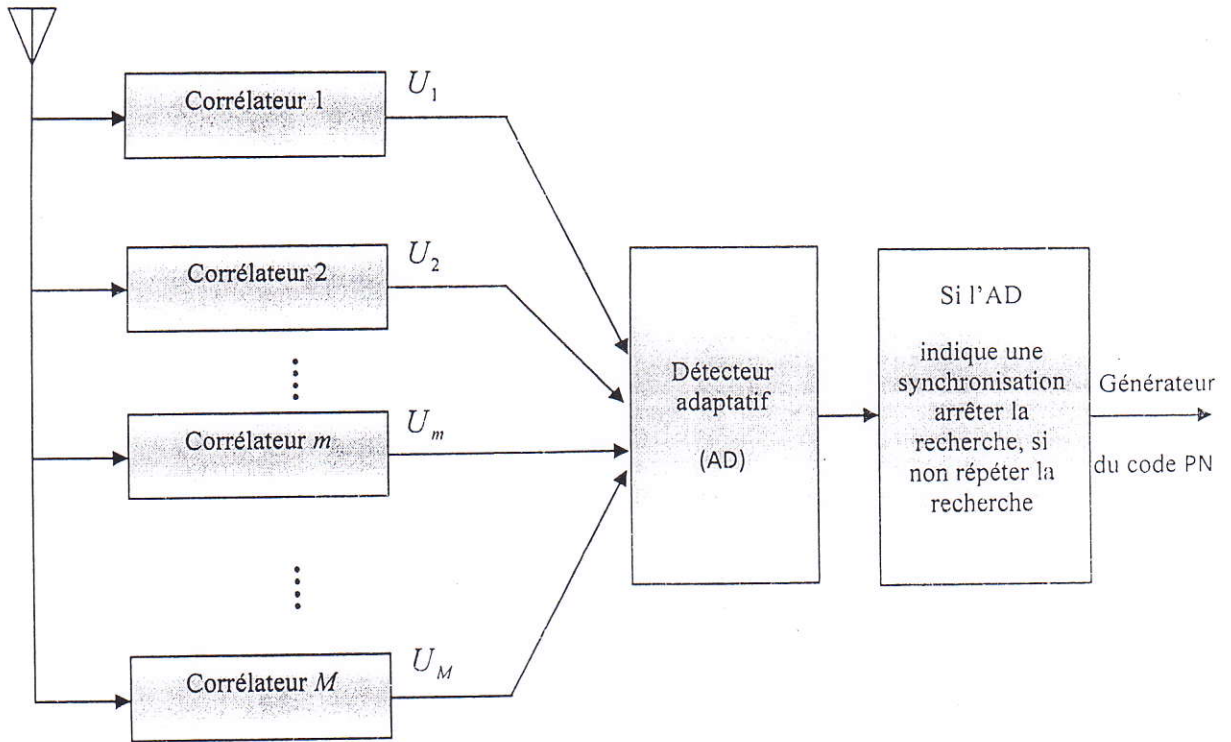 Corrélateur 1
U1
Corrélateur 2
U2
Corrélateur m
Um
Corrélateur M
UM
Détecteur
adaptatif
(AD)
Si l'AD
indique une
synchronisation
arrêter la
recherche, si
non répéter la
recherche
Générateur
du code PN